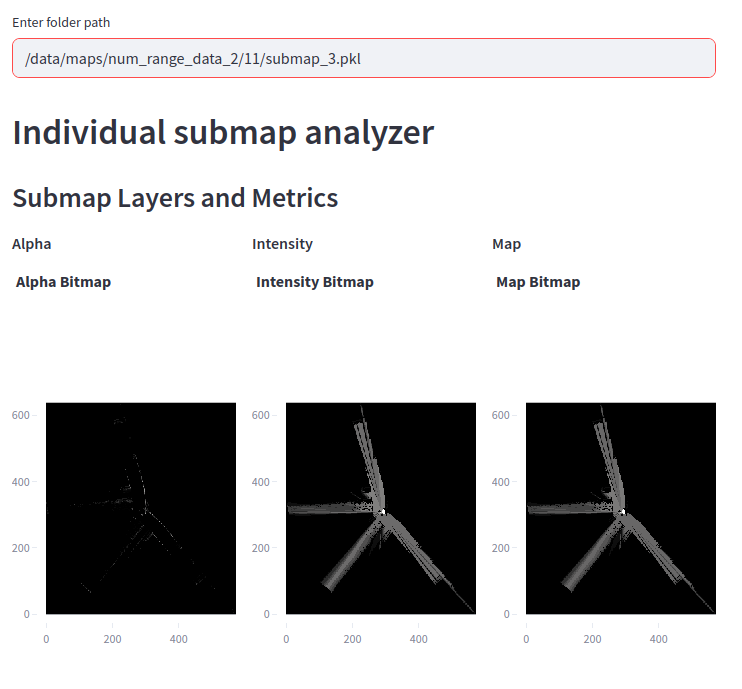 Enter folder path
/data/maps/num_range_data_2/11/submap_3.pkl
Individual submap analyzer
Submap Layers and Metrics
Alpha Intensity Map
Alpha Bitmap Intensity Bitmap Map Bitmap
600 600 600
400 400 400
200 200 200
0 0 0
0 200 400 0 200 400 0 200 400